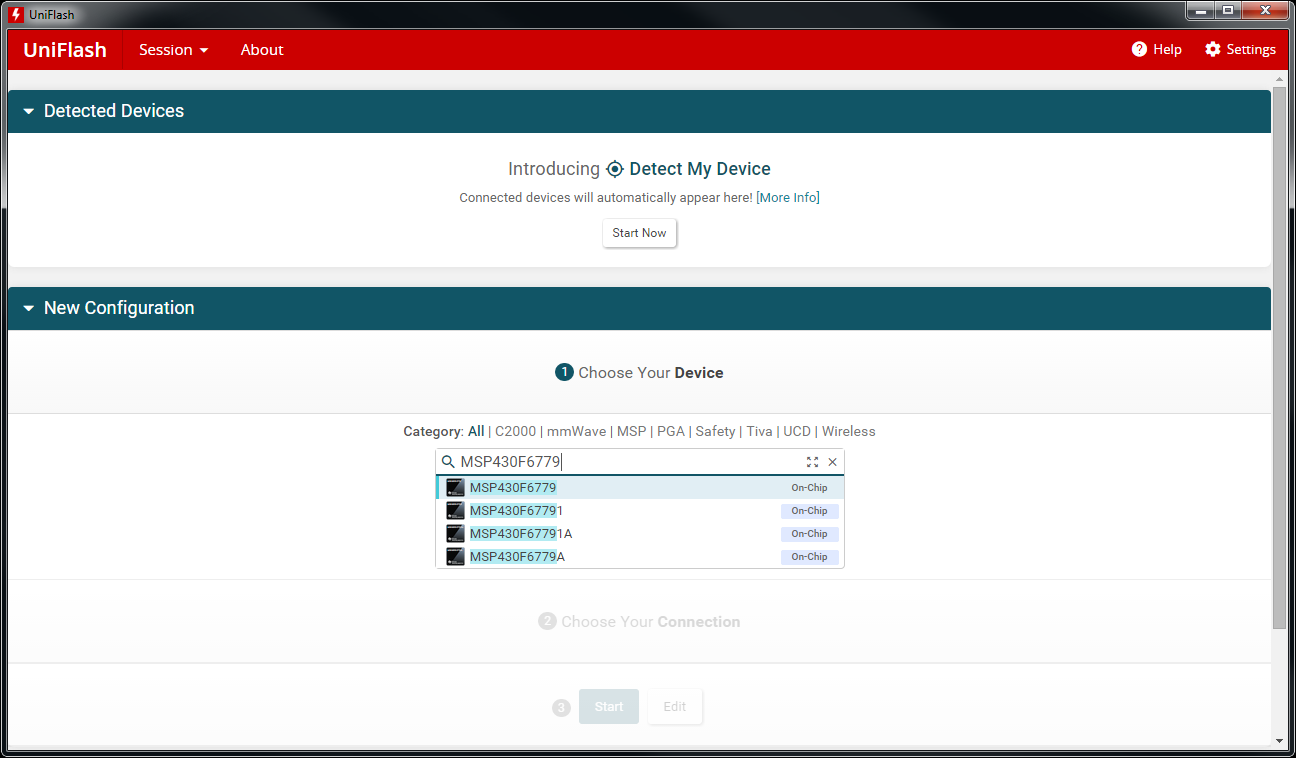 UniFlash
UniFlash Session About Help Settings
Detected Devices
Introducing Detect My Device
Connected devices will automatically appear here! [More Info]
Start Now
New Configuration
1 Choose Your Device
Category: All | C2000 | mmWave | MSP | PGA | Safety | Tiva | UCD | Wireless
MSP430F6779
MSP430F6779 On-Chip
MSP430F67791 On-Chip
MSP430F67791A On-Chip
MSP430F6779A On-Chip
2 Choose Your Connection
3 Start Edit